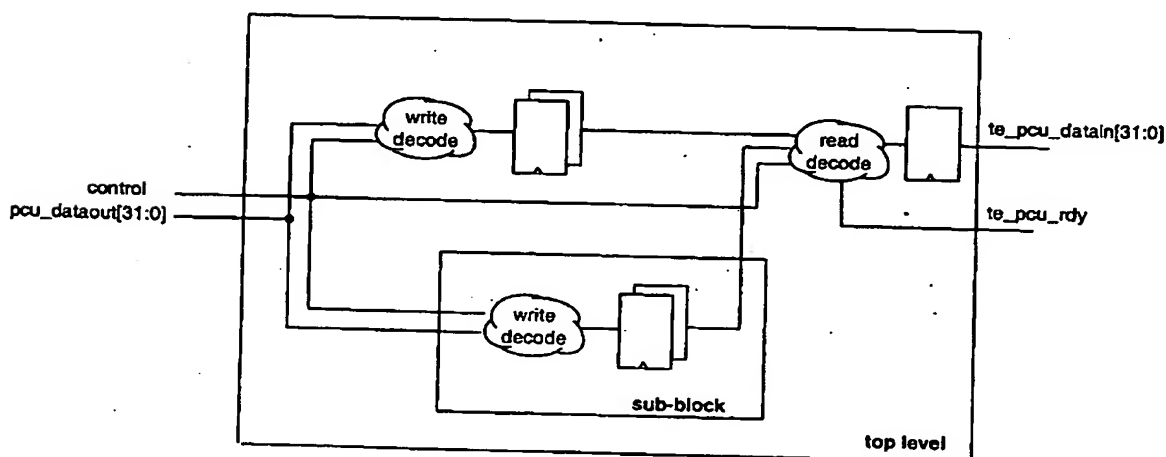 write
decode
read
decode
te_pcu_datain[31:0]
control
pcu_dataout[31:0]
te_pcu_rdy
write
decode
sub-block
top level